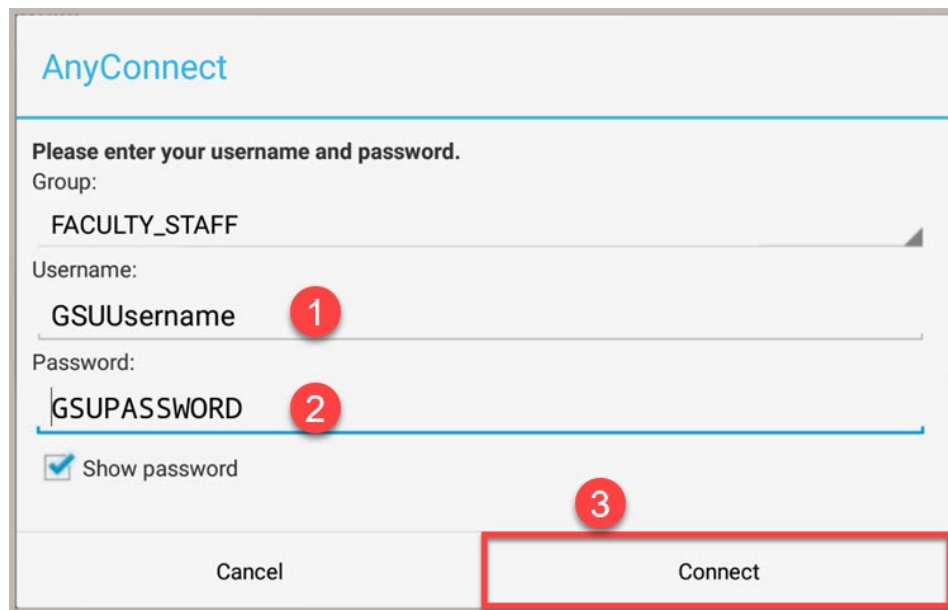 AnyConnect
Please enter your username and password.
Group:
FACULTY_STAFF
Username:
GSUUsername 1
Password:
GSUPASSWORD 2
Show password
3
Cancel Connect